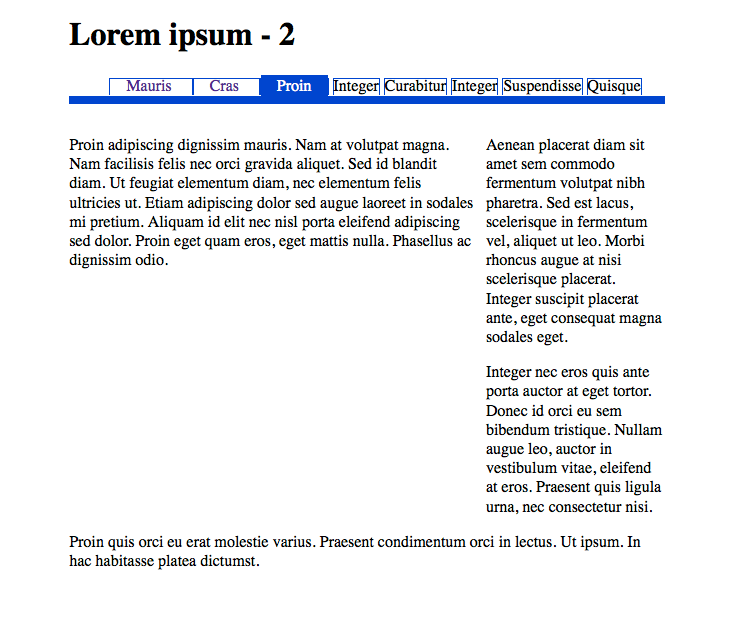 Lorem ipsum - 2
Mauris Cras Proin Integer Curabitur Integer Suspendisse Quisque
Proin adipiscing dignissim mauris. Nam at volutpat magna.
Nam facilisis felis nec orci gravida aliquet. Sed id blandit
diam. Ut feugiat elementum diam, nec elementum felis
ultricies ut. Etiam adipiscing dolor sed augue laoreet in sodales
mi pretium. Aliquam id elit nec nisl porta eleifend adipiscing
sed dolor. Proin eget quam eros, eget mattis nulla. Phasellus ac
dignissim odio.
Aenean placerat diam sit
amet sem commodo
fermentum volutpat nibh
pharetra. Sed est lacus,
scelerisque in fermentum
vel, aliquet ut leo. Morbi
rhoncus augue at nisi
scelerisque placerat.
Integer suscipit placerat
ante, eget consequat magna
sodales eget.
Integer nec eros quis ante
porta auctor at eget tortor.
Donec id orci eu sem
bibendum tristique. Nullam
augue leo, auctor in
vestibulum vitae, eleifend
at eros. Praesent quis ligula
urna, nec consectetur nisi.
Proin quis orci eu erat molestie varius. Praesent condimentum orci in lectus. Ut ipsum. In
hac habitasse platea dictumst.